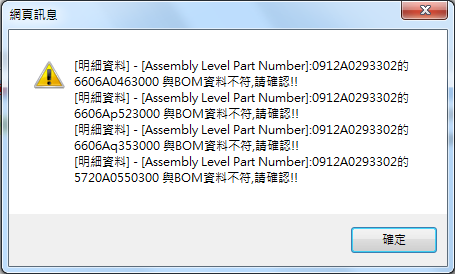 網頁訊息
[明細資料] - [Assembly Level Part Number]:0912A0293302的
6606A0463000 與BOM資料不符,請確認!!
[明細資料] - [Assembly Level Part Number]:0912A0293302的
6606Ap523000 與BOM資料不符,請確認!!
[明細資料] - [Assembly Level Part Number]:0912A0293302的
6606Aq353000 與BOM資料不符,請確認!!
[明細資料] - [Assembly Level Part Number]:0912A0293302的
5720A0550300 與BOM資料不符,請確認!!
確定